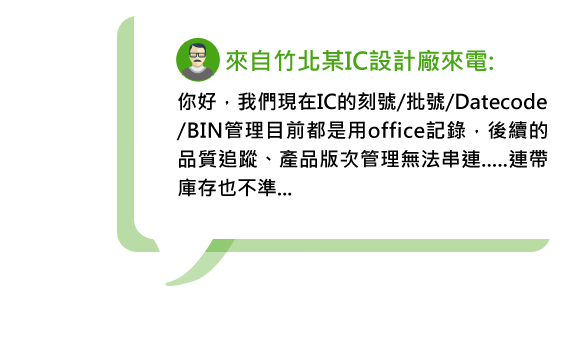 來自竹北某IC設計廠來電:
你好，我們現在IC的刻號/批號/Datecode
/BIN管理目前都是用office記錄，後續的
品質追蹤、產品版次管理無法串連.....連帶
庫存也不準...